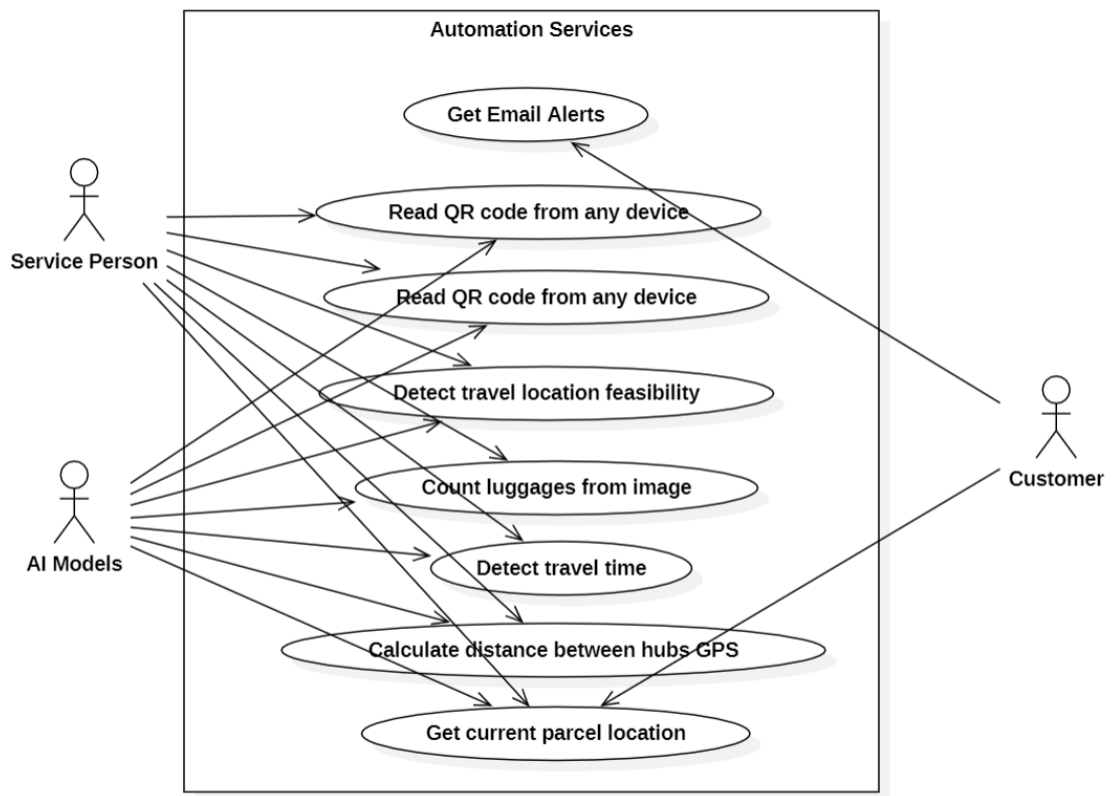 Automation Services
Get Email Alerts
Read QR code from any device
Service Person
Read QR code from any device
Detect travel location feasibility
Customer
Count luggages from image
AI Models
Detect travel time
Calculate distance between hubs GPS
Get current parcel location